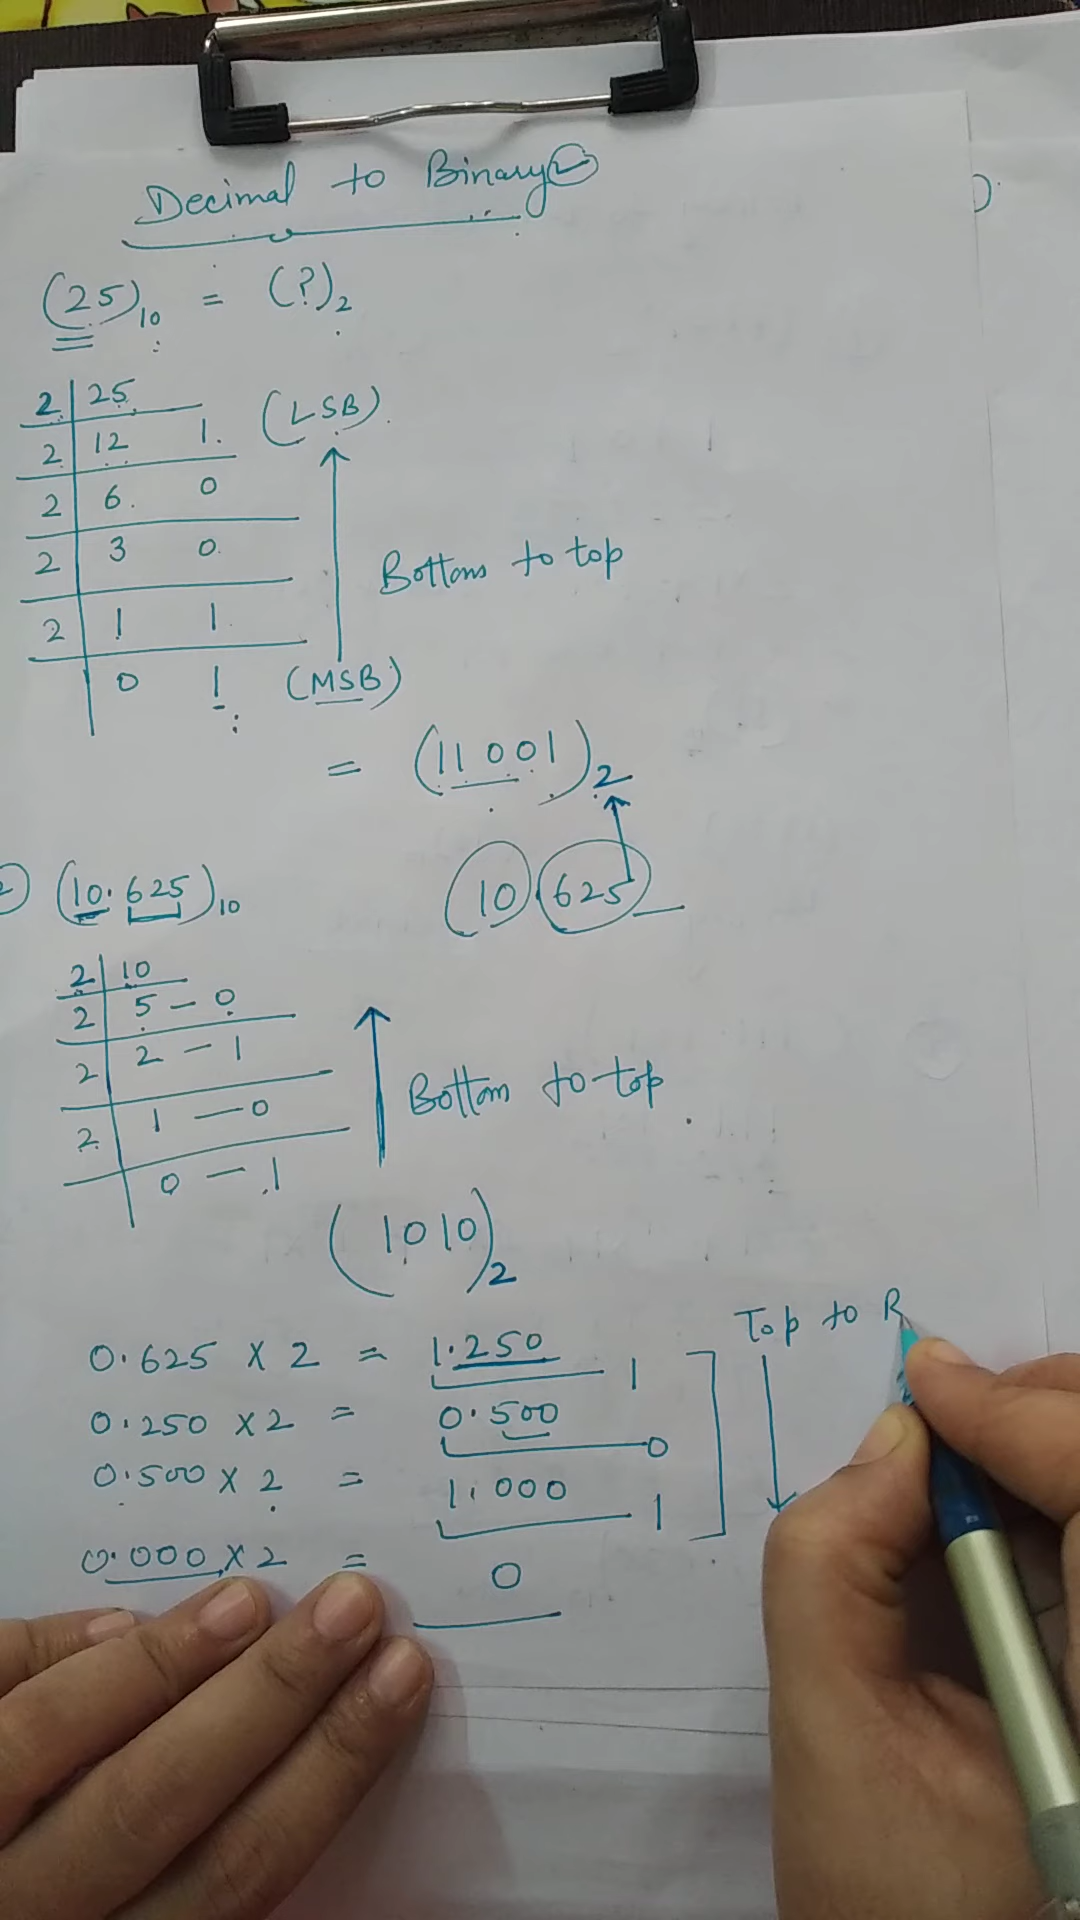 Decimal to Binary
(25)10 = (?)2
2 25
2 12 1 (LSB)
2 6 0
2 3 0
Bottom to top
2 1 1
0 1 (MSB)
= (11001)2
(10.625)10
10.625
2 10
2 5 - 0
2 2 - 1
Bottom to top
2 1 - 0
0 - 1
(1010)2
Top to B
0.625 × 2 = 1.250 1
0.250 × 2 = 0.500 0
0.500 × 2 = 1.000 1
0.000 × 2 = 0